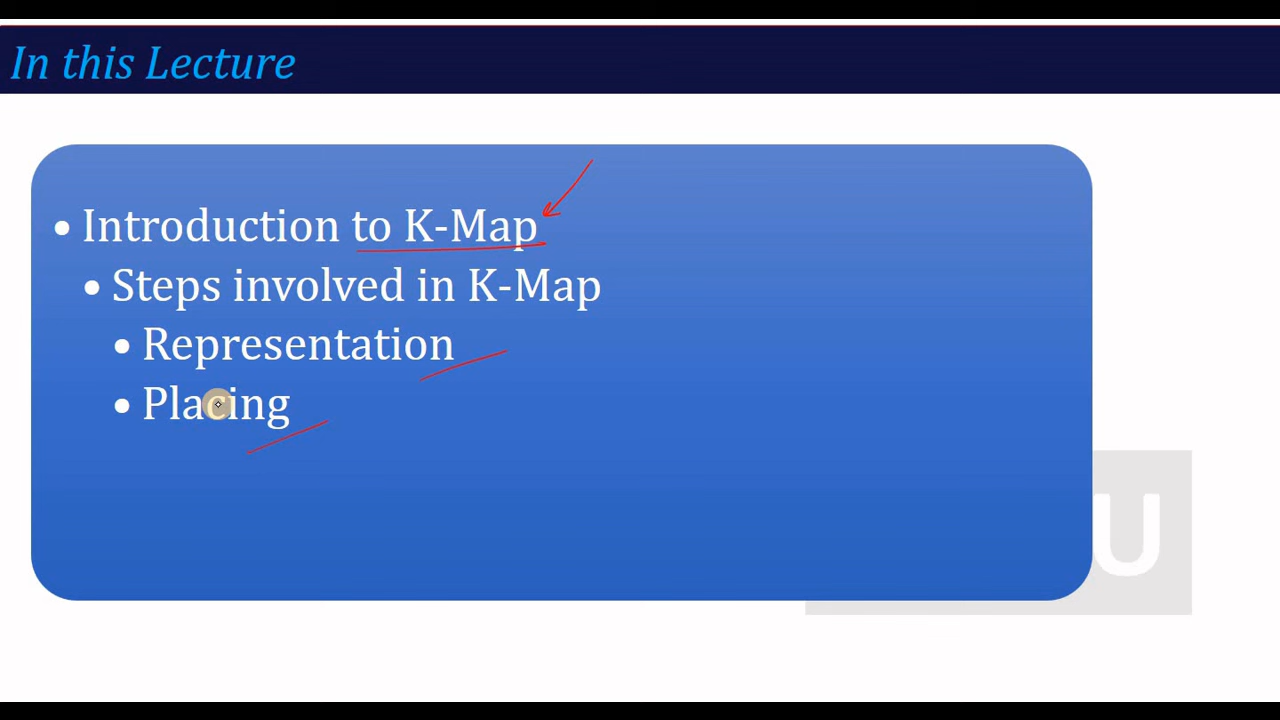 In this Lecture
• Introduction to K-Map
• Steps involved in K-Map
• Representation
• Placing
U